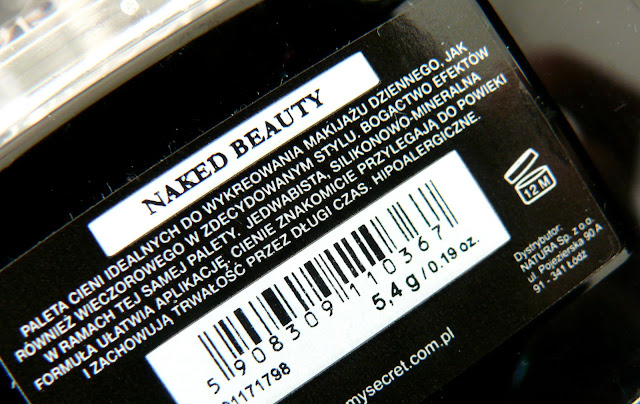 NAKED BEAUTY
PALETA CIENI IDEALNYCH DO WYKREOWANIA MAKIJAŻU DZIENNEGO, JAK
RÓWNIEŻ WIECZOROWEGO W ZDECYDOWANYM STYLU. BOGACTWO EFEKTÓW
W RAMACH TEJ SAMEJ PALETY. JEDWABISTA, SILIKONOWO-MINERALNA
FORMUŁA UŁATWIA APLIKACJĘ, CIENIE ZNAKOMICIE PRZYLEGAJĄ DO POWIEKI
I ZACHOWUJĄ TRWAŁOŚĆ PRZEZ DŁUGI CZAS. HIPOALERGICZNE.
5 908309 110367
5,4g/0.19 oz.
01171798
mysecret.com.pl
12 M
Dystrybutor:
NATURA Sp. z o.o.
ul. Pojezierska 90 A
91 - 341 Łódź